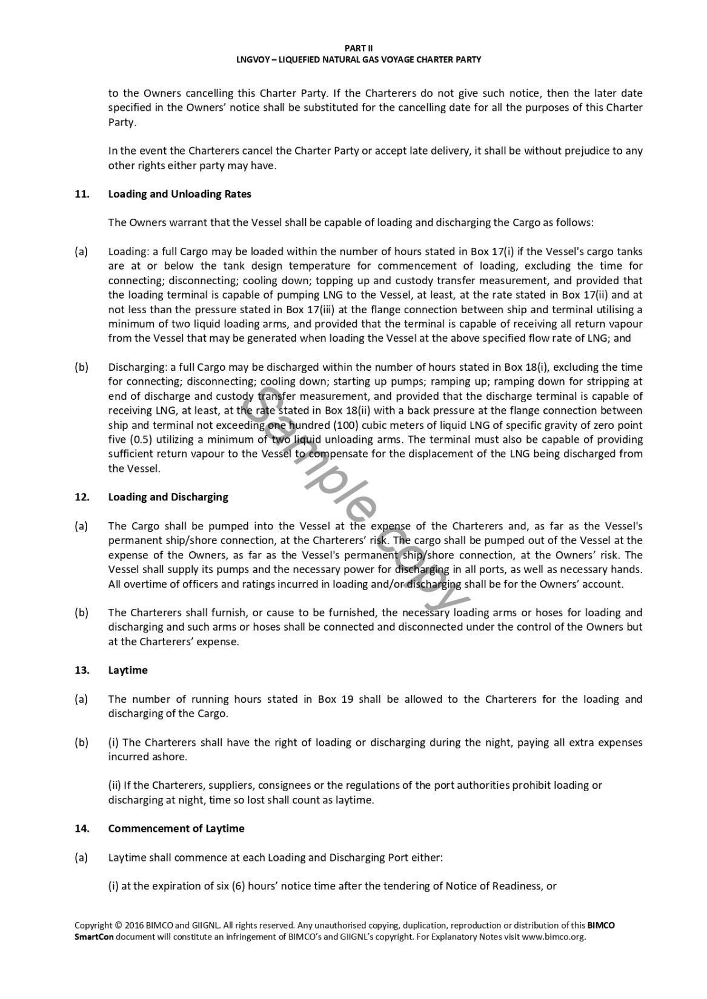 PART II
LNGVOY – LIQUEFIED NATURAL GAS VOYAGE CHARTER PARTY
to the Owners cancelling this Charter Party. If the Charterers do not give such notice, then the later date
specified in the Owners’ notice shall be substituted for the cancelling date for all the purposes of this Charter
Party.
In the event the Charterers cancel the Charter Party or accept late delivery, it shall be without prejudice to any
other rights either party may have.
11. Loading and Unloading Rates
The Owners warrant that the Vessel shall be capable of loading and discharging the Cargo as follows:
(a) Loading: a full Cargo may be loaded within the number of hours stated in Box 17(i) if the Vessel's cargo tanks
are at or below the tank design temperature for commencement of loading, excluding the time for
connecting; disconnecting; cooling down; topping up and custody transfer measurement, and provided that
the loading terminal is capable of pumping LNG to the Vessel, at least, at the rate stated in Box 17(ii) and at
not less than the pressure stated in Box 17(iii) at the flange connection between ship and terminal utilising a
minimum of two liquid loading arms, and provided that the terminal is capable of receiving all return vapour
from the Vessel that may be generated when loading the Vessel at the above specified flow rate of LNG; and
(b) Discharging: a full Cargo may be discharged within the number of hours stated in Box 18(i), excluding the time
for connecting; disconnecting; cooling down; starting up pumps; ramping up; ramping down for stripping at
end of discharge and custody transfer measurement, and provided that the discharge terminal is capable of
receiving LNG, at least, at the rate stated in Box 18(ii) with a back pressure at the flange connection between
ship and terminal not exceeding one hundred (100) cubic meters of liquid LNG of specific gravity of zero point
five (0.5) utilizing a minimum of two liquid unloading arms. The terminal must also be capable of providing
sufficient return vapour to the Vessel to compensate for the displacement of the LNG being discharged from
the Vessel.
12. Loading and Discharging
(a) The Cargo shall be pumped into the Vessel at the expense of the Charterers and, as far as the Vessel's
permanent ship/shore connection, at the Charterers’ risk. The cargo shall be pumped out of the Vessel at the
expense of the Owners, as far as the Vessel's permanent ship/shore connection, at the Owners’ risk. The
Vessel shall supply its pumps and the necessary power for discharging in all ports, as well as necessary hands.
All overtime of officers and ratings incurred in loading and/or discharging shall be for the Owners’ account.
(b) The Charterers shall furnish, or cause to be furnished, the necessary loading arms or hoses for loading and
discharging and such arms or hoses shall be connected and disconnected under the control of the Owners but
at the Charterers’ expense.
13. Laytime
(a) The number of running hours stated in Box 19 shall be allowed to the Charterers for the loading and
discharging of the Cargo.
(b) (i) The Charterers shall have the right of loading or discharging during the night, paying all extra expenses
incurred ashore.
(ii) If the Charterers, suppliers, consignees or the regulations of the port authorities prohibit loading or
discharging at night, time so lost shall count as laytime.
14. Commencement of Laytime
(a) Laytime shall commence at each Loading and Discharging Port either:
(i) at the expiration of six (6) hours’ notice time after the tendering of Notice of Readiness, or
Copyright © 2016 BIMCO and GIIGNL. All rights reserved. Any unauthorised copying, duplication, reproduction or distribution of this BIMCO
SmartCon document will constitute an infringement of BIMCO’s and GIIGNL’s copyright. For Explanatory Notes visit www.bimco.org.
Sample copy